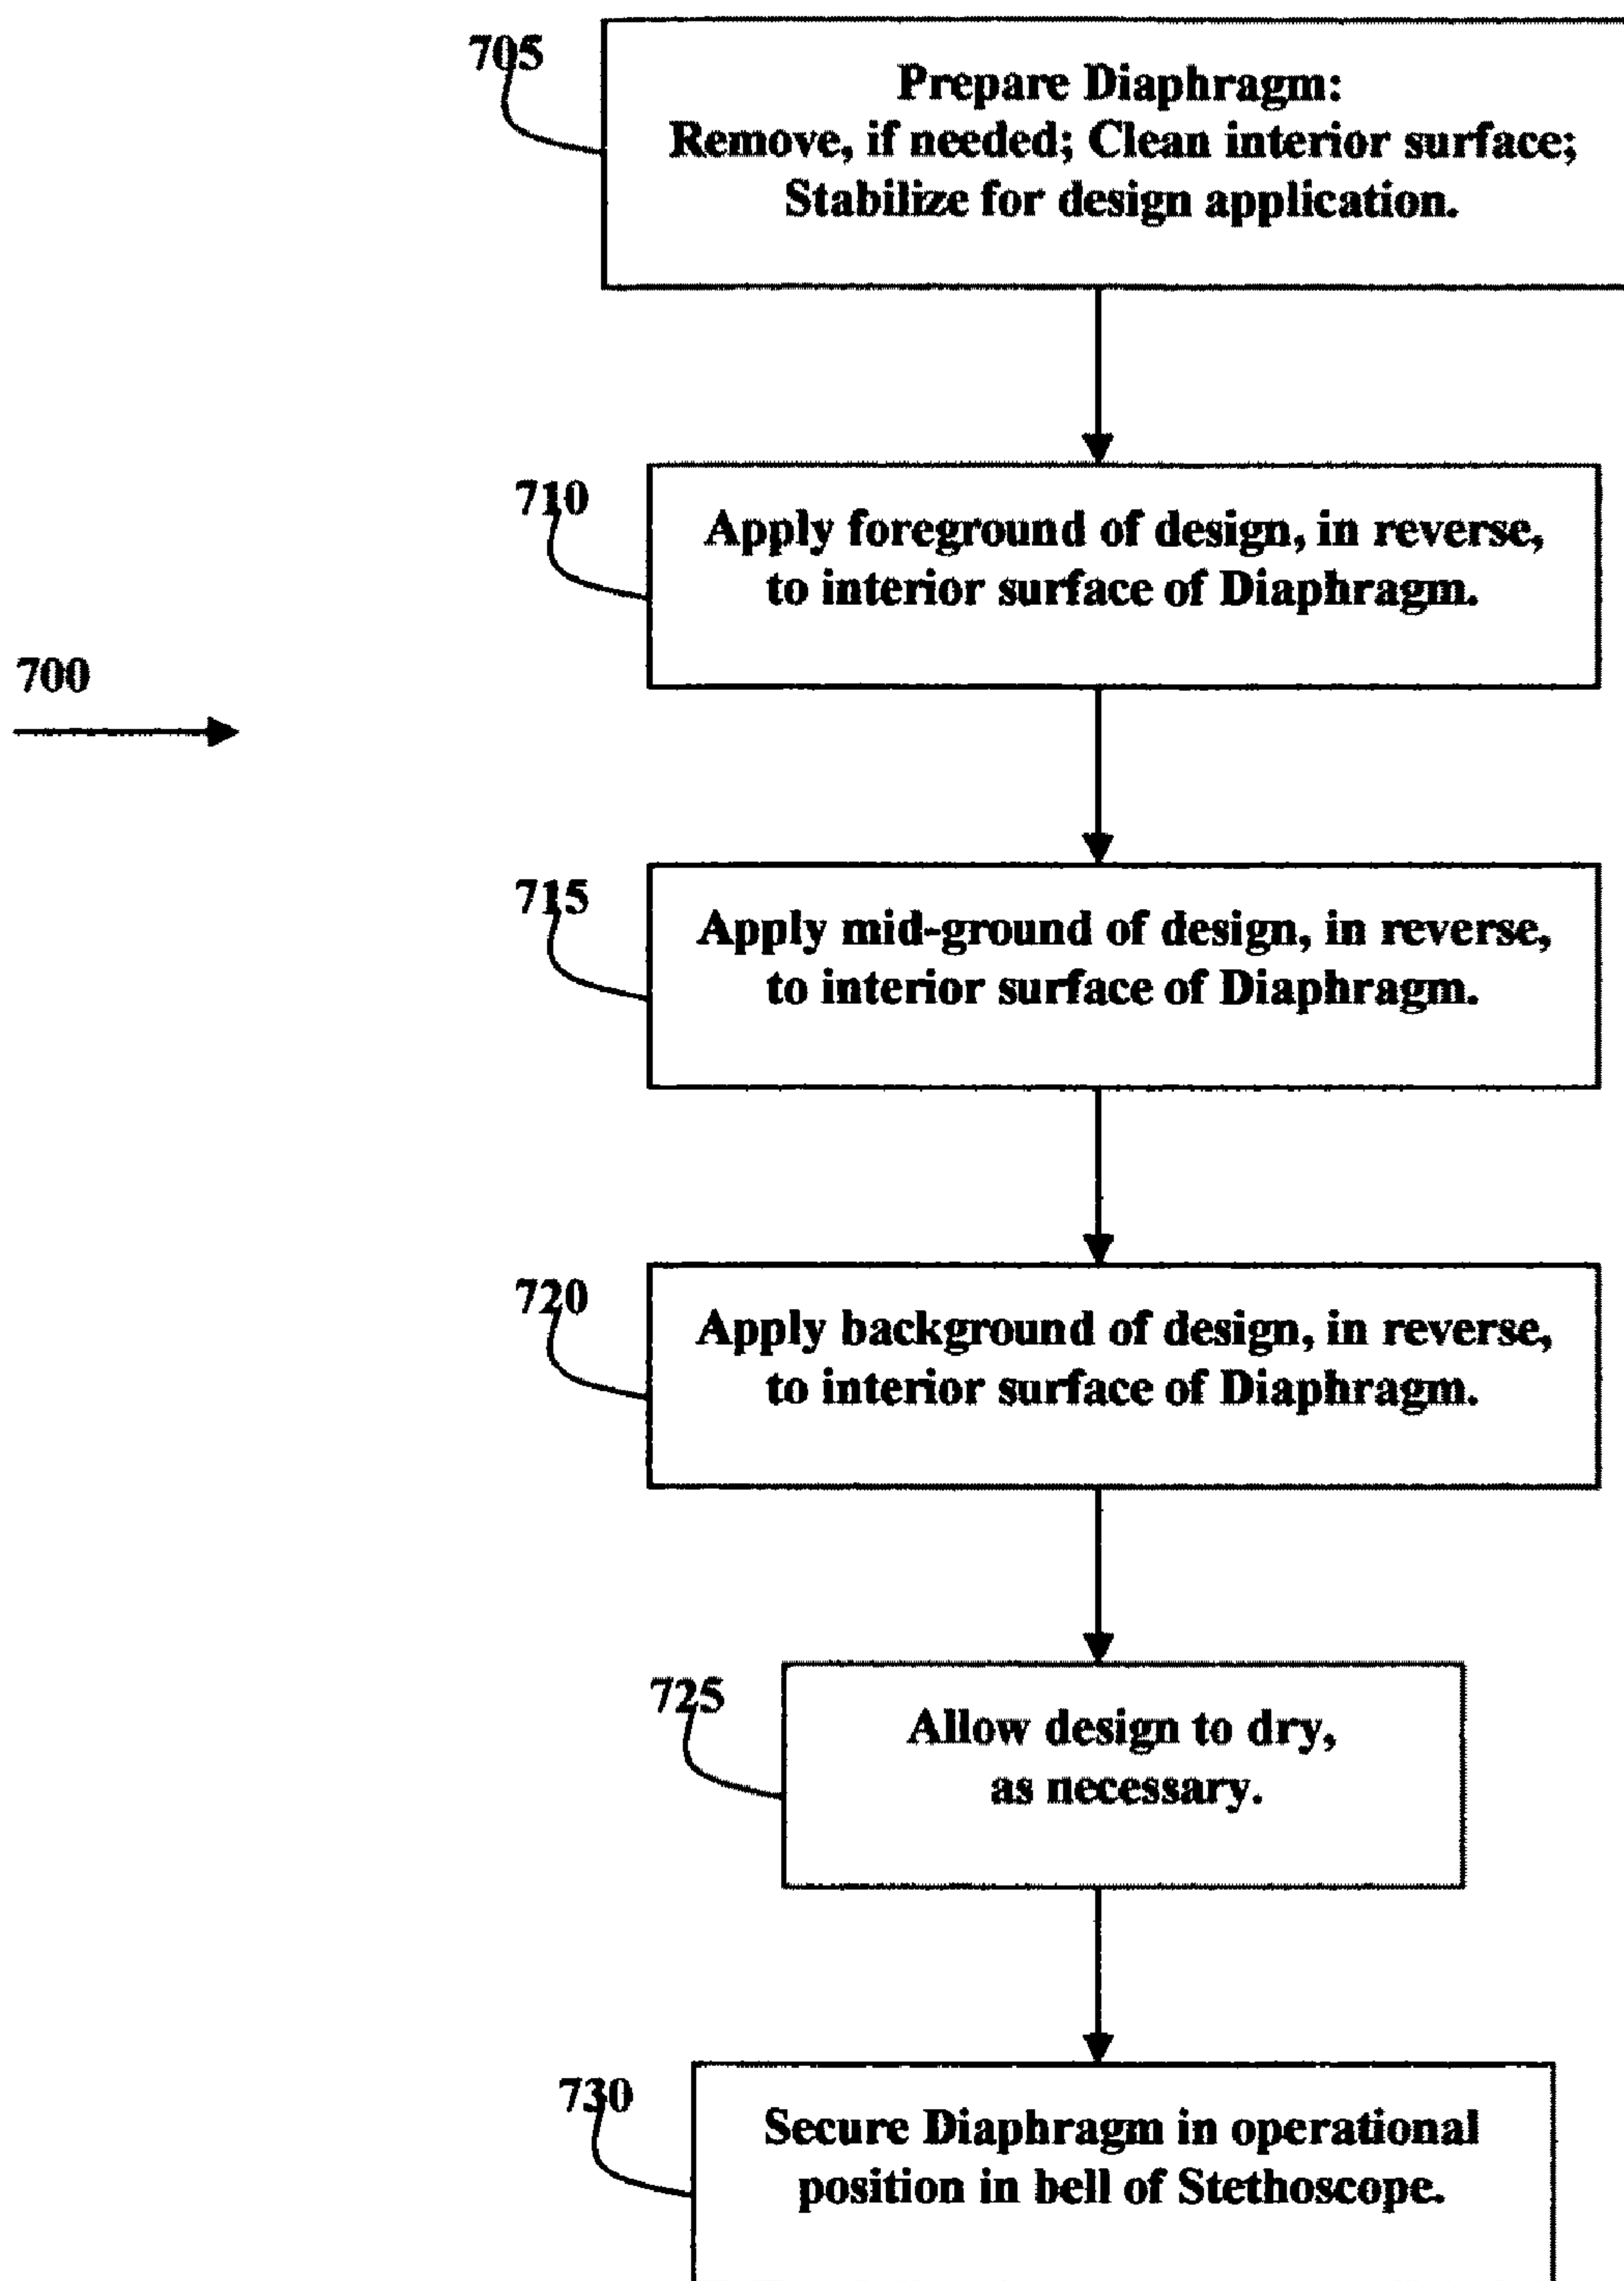 705
Prepare Diaphragm:
Remove, if needed; Clean interior surface;
Stabilize for design application.
710
Apply foreground of design, in reverse,
to interior surface of Diaphragm.
700
715
Apply mid-ground of design, in reverse,
to interior surface of Diaphragm.
720
Apply background of design, in reverse,
to interior surface of Diaphragm.
725
Allow design to dry,
as necessary.
730
Secure Diaphragm in operational
position in bell of Stethoscope.